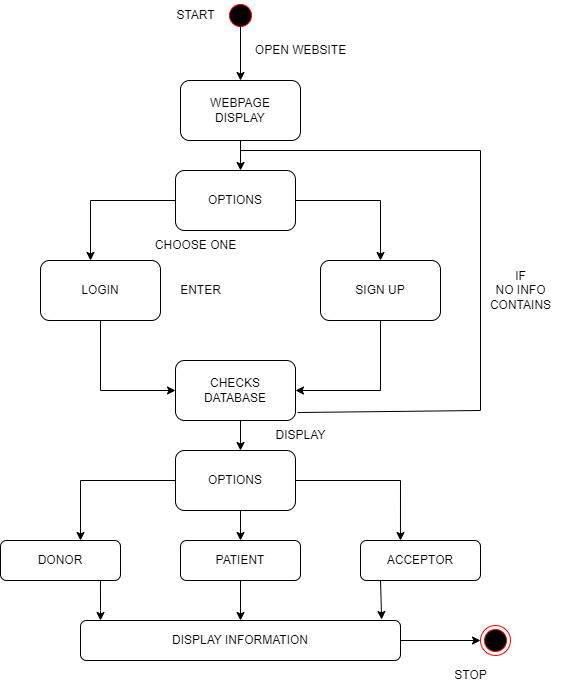 START
OPEN WEBSITE
WEBPAGE
DISPLAY
OPTIONS
CHOOSE ONE
LOGIN
ENTER
SIGN UP
IF
NO INFO
CONTAINS
CHECKS
DATABASE
DISPLAY
OPTIONS
DONOR
PATIENT
ACCEPTOR
DISPLAY INFORMATION
STOP